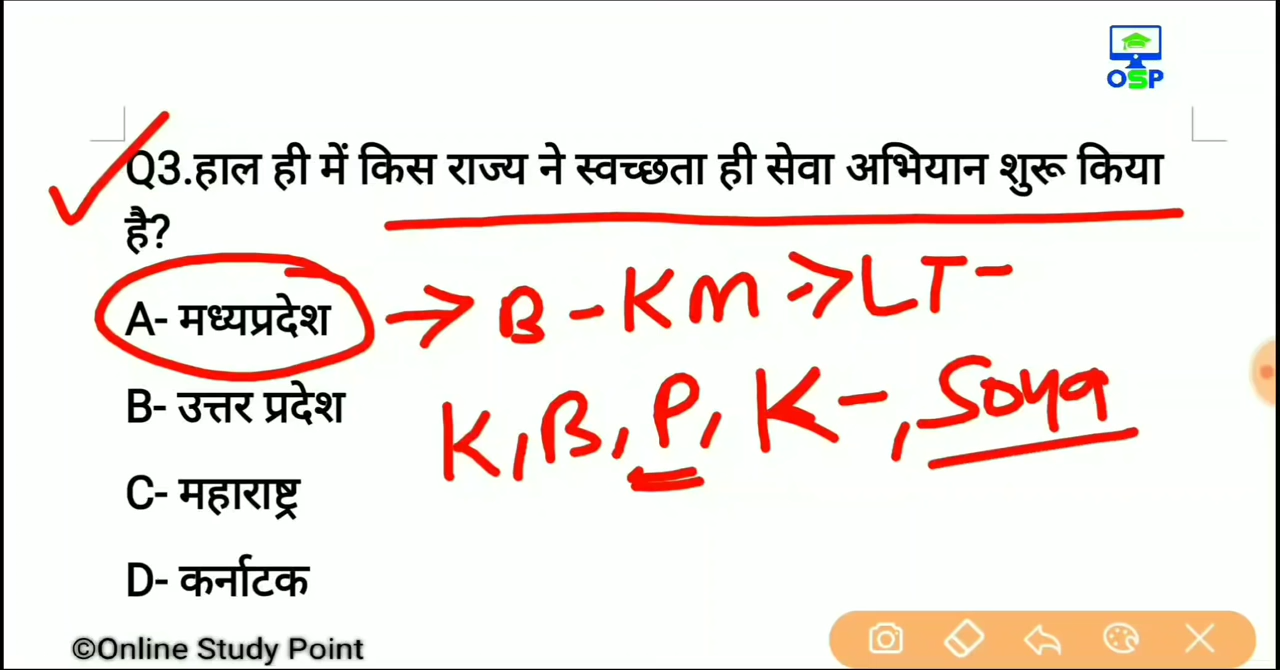 OSP
Q3.हाल ही में किस राज्य ने स्वच्छता ही सेवा अभियान शुरू किया
है?
A- मध्यप्रदेश → B - KM => LT -
K, B, P, K -, Soya
B- उत्तर प्रदेश
C- महाराष्ट्र
D- कर्नाटक
©Online Study Point